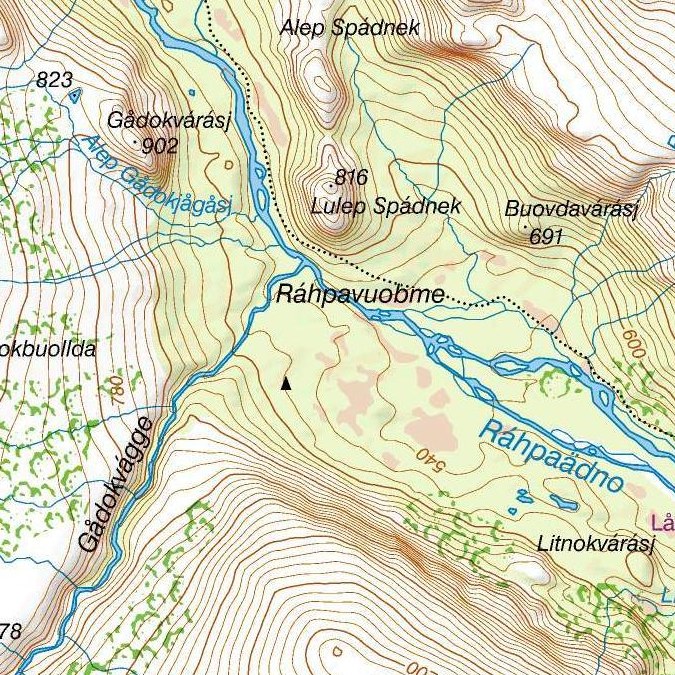 Alep Spádnek
823
Gådokvárásj
902
Alep Gådokjågåsj
816
Lulep Spádnek
Buovdavárásj
691
Ráhpavuobme
600
okbuollda
780
Gådokvágge
540
Ráhpaädno
Lå
Litnokvárásj
78